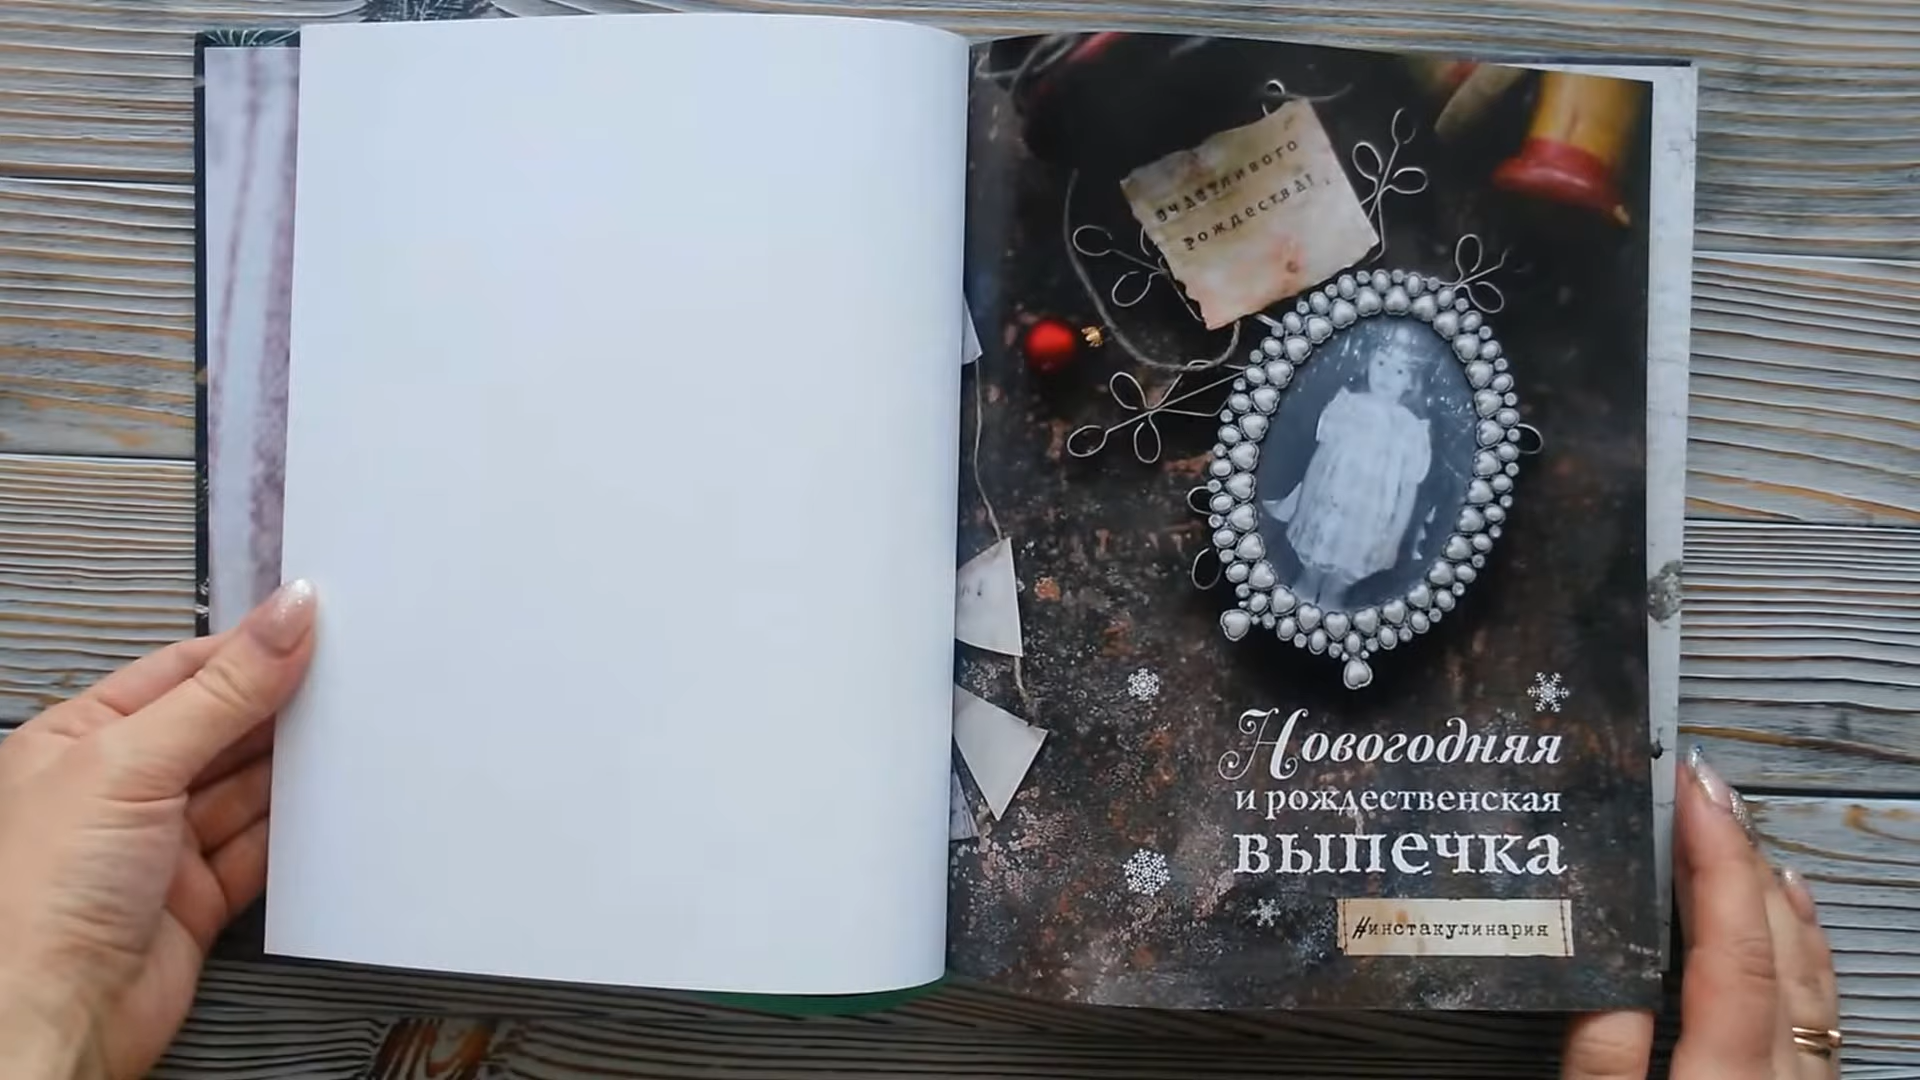 счастливого
рождества!
Новогодняя
и рождественская
выпечка
#инстакулинария